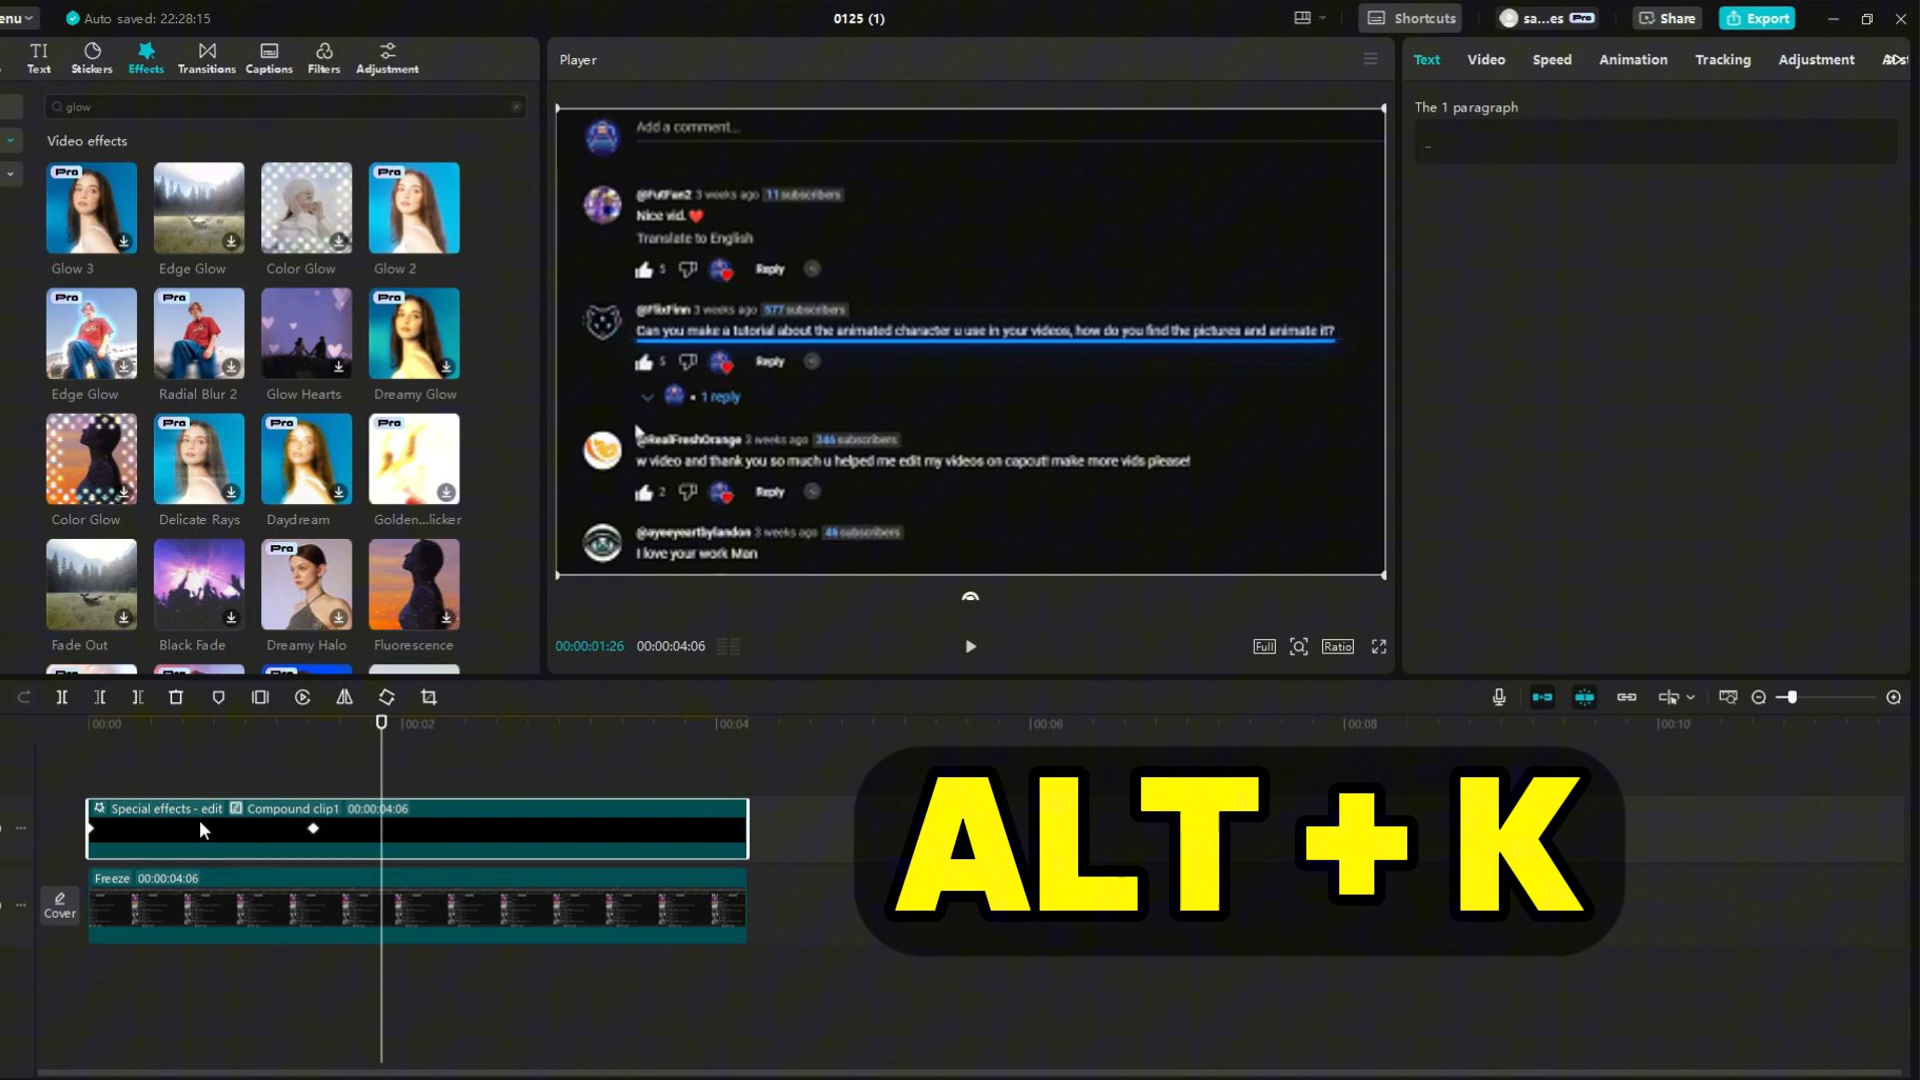 enu
Auto saved: 22:28:15
0125 (1)
Shortcuts
sa...es Pro
Share
Export
TI
Text
Stickers
Effects
Transitions
Captions
Filters
Adjustment
glow
Video effects
Pro
Pro
Glow 3
Edge Glow
Color Glow
Glow 2
Pro
Pro
Pro
Edge Glow
Radial Blur 2
Glow Hearts
Dreamy Glow
Pro
Pro
Pro
Color Glow
Delicate Rays
Daydream
Golden...licker
Pro
Fade Out
Black Fade
Dreamy Halo
Fluorescence
Pro
Pro
Player
Add a comment...
@FutFan2 3 weeks ago 11 subscribers
Nice vid.
Translate to English
5 Reply
@FlixFinn 3 weeks ago 577 subscribers
Can you make a tutorial about the animated character u use in your videos, how do you find the pictures and animate it?
5 Reply
1 reply
@RealFreshOrange 3 weeks ago 346 subscribers
w video and thank you so much u helped me edit my videos on capcut! make more vids please!
2 Reply
@ayeeyeartbylandon 3 weeks ago 46 subscribers
I love your work Man
00:00:01:26 00:00:04:06
Full
Ratio
Text
Video
Speed
Animation
Tracking
Adjustment
The 1 paragraph
00:00
00:02
00:04
00:06
00:08
00:10
Special effects - edit Compound clip1 00:00:04:06
Freeze 00:00:04:06
Cover
ALT + K